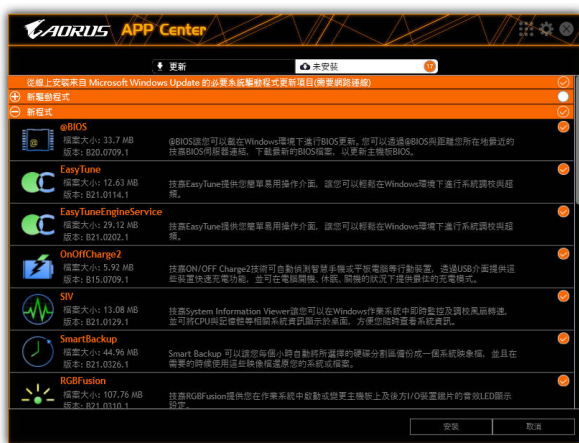 AORUS APP Center
更新
未安裝 17
從線上安裝來自 Microsoft Windows Update 的必要系統驅動程式更新項目(需要網路連線)
新驅動程式
新程式
@BIOS
檔案大小: 33.7 MB
版本: B20.0709.1
@BIOS讓您可以載在Windows環境下進行BIOS更新。您可以透過@BIOS與距離您所在地最近的
技嘉BIOS伺服器連結，下載最新的BIOS檔案，以更新主機板BIOS。
EasyTune
檔案大小: 12.63 MB
版本: B21.0114.1
技嘉EasyTune提供您簡單易用操作介面，讓您可以輕鬆在Windows環境下進行系統調校與超
頻。
EasyTuneEngineService
檔案大小: 29.12 MB
版本: B21.0202.1
技嘉EasyTune提供您簡單易用操作介面，讓您可以輕鬆在Windows環境下進行系統調校與超
頻。
OnOffCharge2
檔案大小: 5.92 MB
版本: B15.0709.1
技嘉ON/OFF Charge2技術可自動偵測智慧手機或平板電腦等行動裝置，透過USB介面提供這
些裝置快速充電功能，並可在電腦開機、休眠、關機的狀況下提供最佳的充電模式。
SIV
檔案大小: 13.08 MB
版本: B21.0129.1
技嘉System Information Viewer讓您可以在Windows作業系統中即時監控及調校風扇轉速，
並可將CPU與記憶體等相關系統資訊顯示於桌面，方便您隨時查看系統資訊。
SmartBackup
檔案大小: 44.96 MB
版本: B21.0326.1
Smart Backup 可以讓您每個小時自動將所選擇的硬碟分割區備份成一個系統映象檔，並且在
需要的時候使用這些映像檔還原您的系統或檔案。
RGBFusion
檔案大小: 107.76 MB
版本: B21.0310.1
技嘉RGBFusion提供您在作業系統中啟動或變更主機板上及後方I/O裝置鐵片的音效LED顯示
設定。
安裝
取消